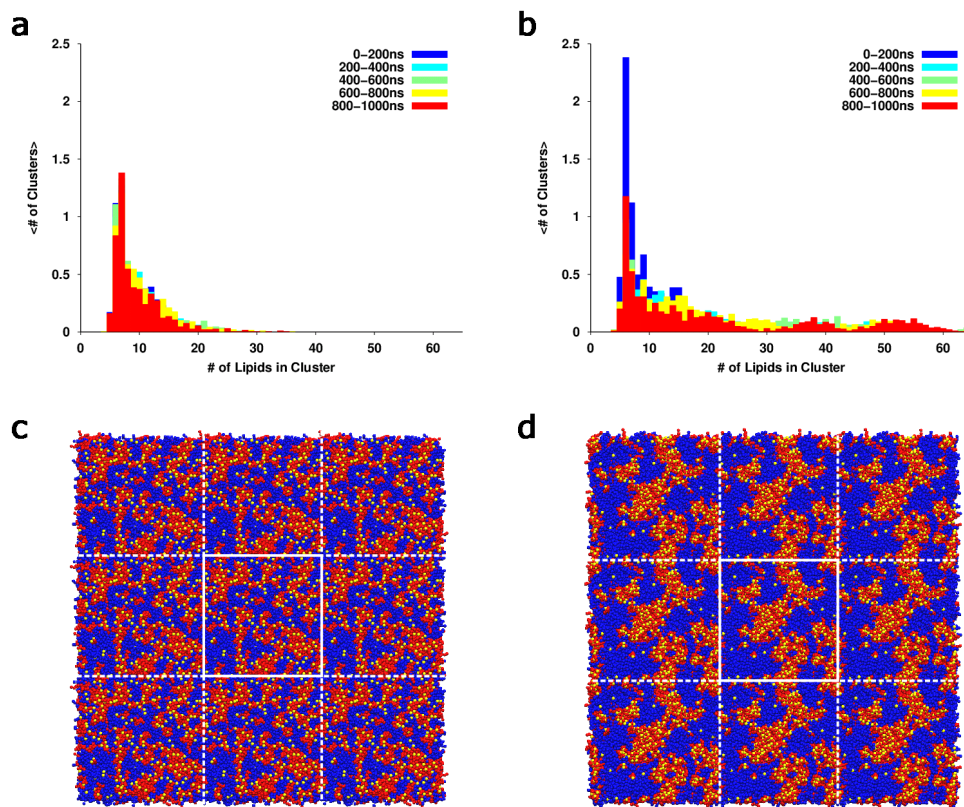 a
2.5
2
1.5
1
0.5
0
0 10 20 30 40 50 60
<# of Clusters>
# of Lipids in Cluster
0-200ns
200-400ns
400-600ns
600-800ns
800-1000ns
b
2.5
2
1.5
1
0.5
0
0 10 20 30 40 50 60
<# of Clusters>
# of Lipids in Cluster
0-200ns
200-400ns
400-600ns
600-800ns
800-1000ns
c
d